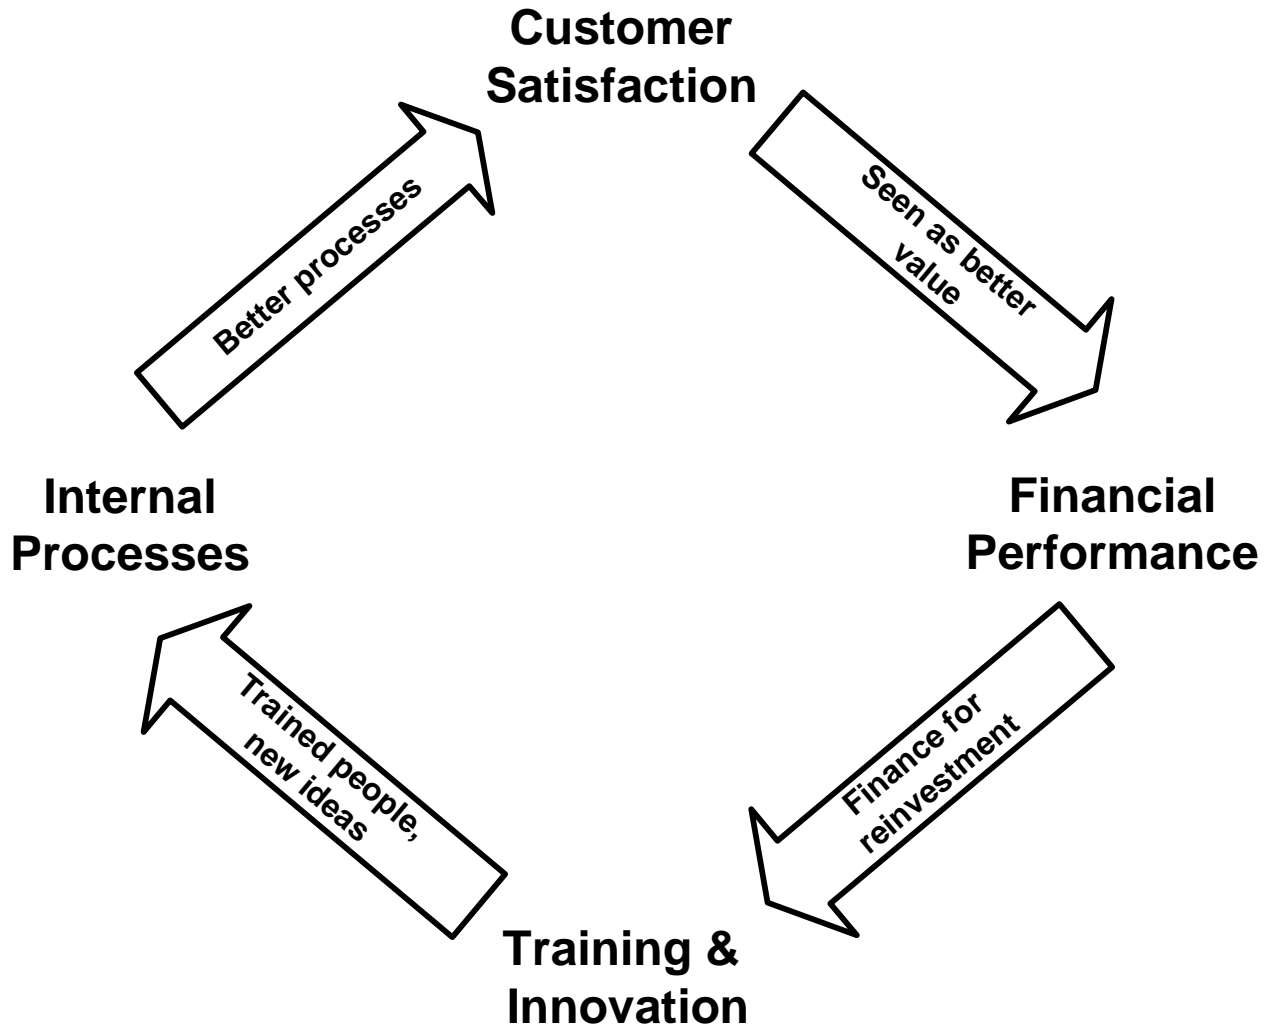 Customer
Satisfaction
Better processes
Seen as better
value
Internal
Processes
Financial
Performance
Trained people,
new ideas
Finance for
reinvestment
Training &
Innovation